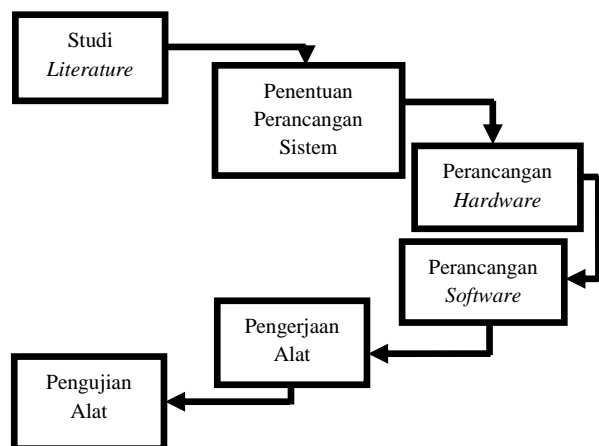 Studi
Literature
Penentuan
Perancangan
Sistem
Perancangan
Hardware
Perancangan
Software
Pengerjaan
Alat
Pengujian
Alat